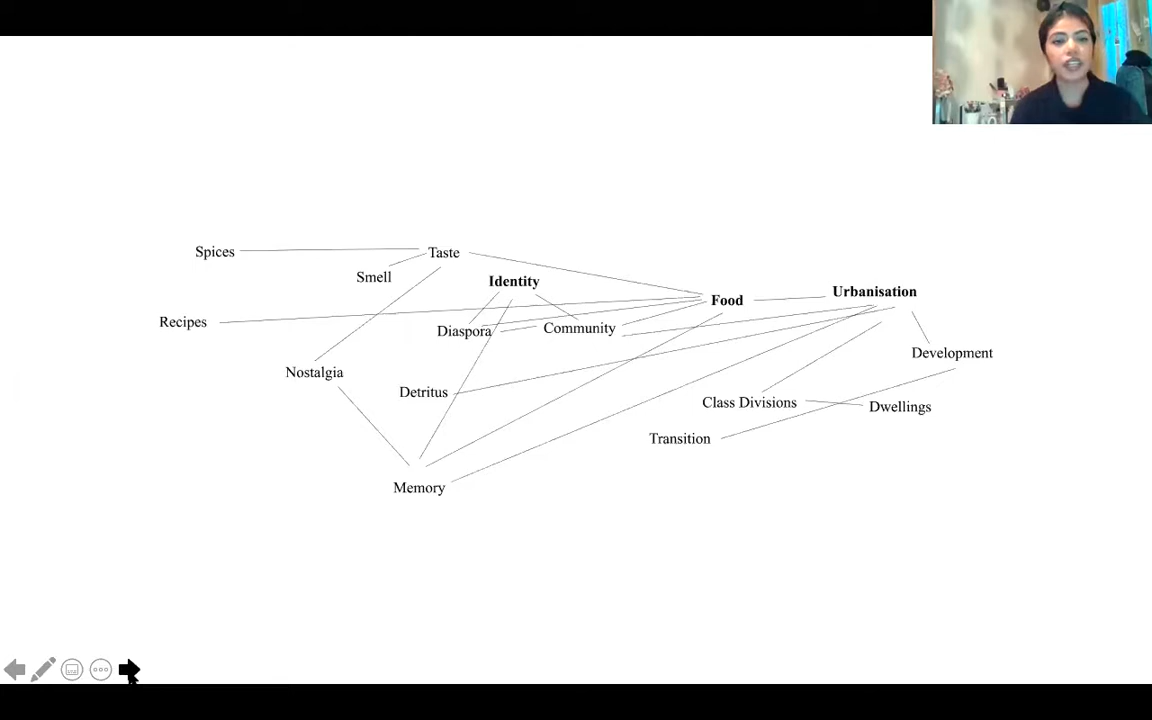 Spices
Taste
Smell
Identity
Urbanisation
Food
Recipes
Diaspora
Community
Development
Nostalgia
Detritus
Class Divisions
Dwellings
Transition
Memory